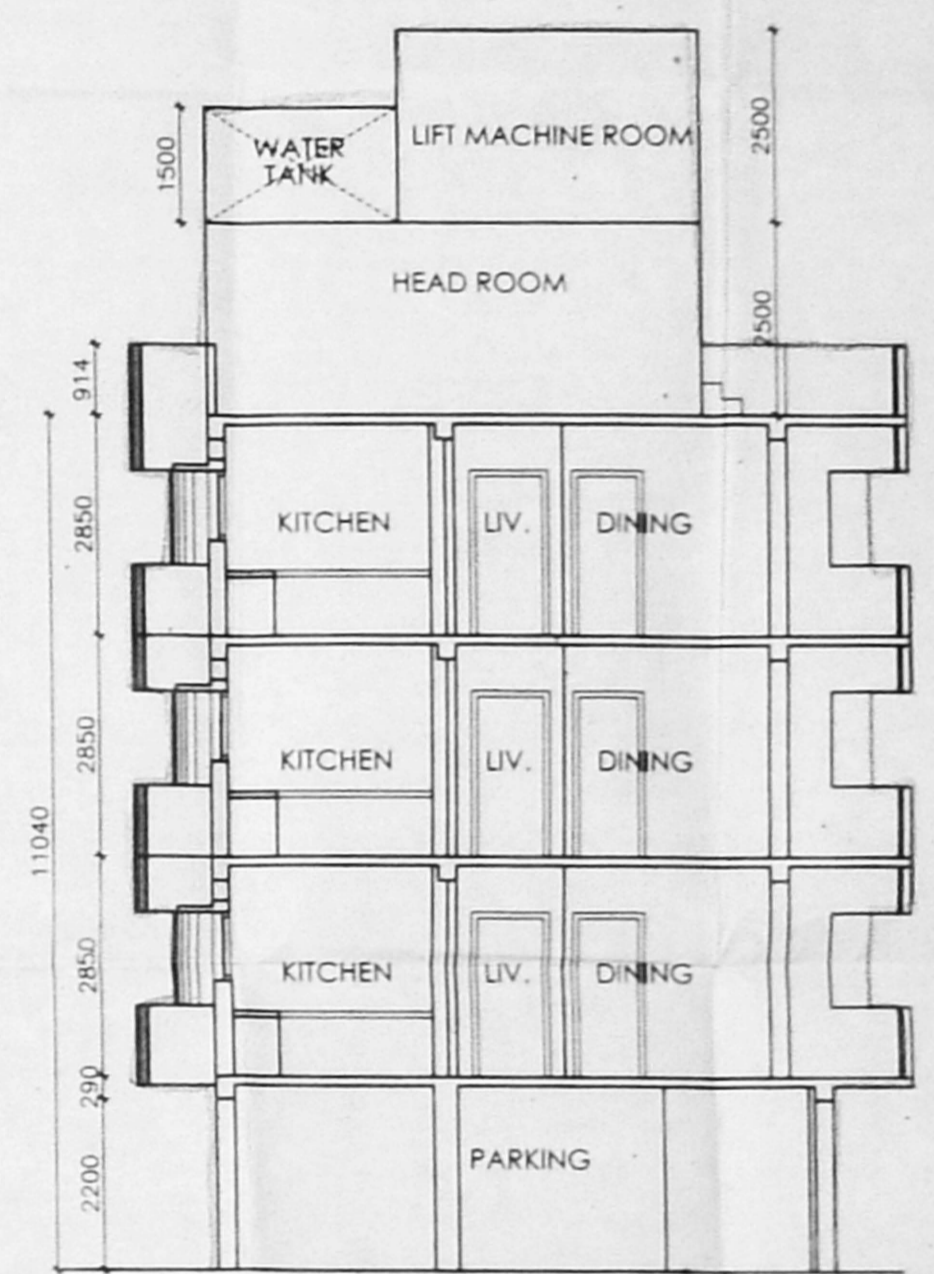 2500
1500
WATER
TANK
LIFT MACHINE ROOM
HEAD ROOM
2500
914
2850
KITCHEN
LIV.
DINING
2850
KITCHEN
LIV.
DINING
11040
2850
KITCHEN
LIV.
DINING
290
2200
PARKING